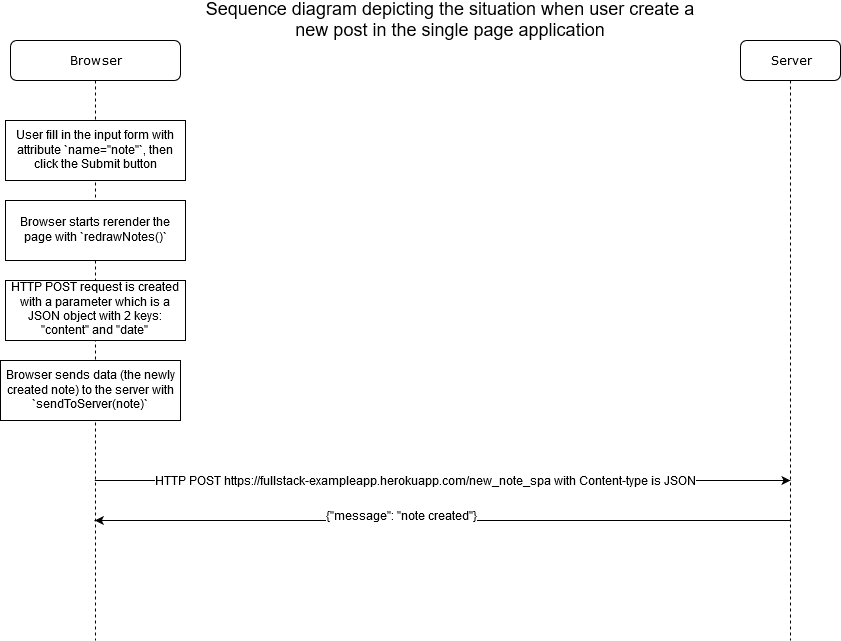 Sequence diagram depicting the situation when user create a
new post in the single page application
Browser
Server
User fill in the input form with
attribute `name="note"`, then
click the Submit button
Browser starts rerender the
page with `redrawNotes()`
HTTP POST request is created
with a parameter which is a
JSON object with 2 keys:
"content" and "date"
Browser sends data (the newly
created note) to the server with
`sendToServer(note)`
HTTP POST https://fullstack-exampleapp.herokuapp.com/new_note_spa with Content-type is JSON
{"message": "note created"}